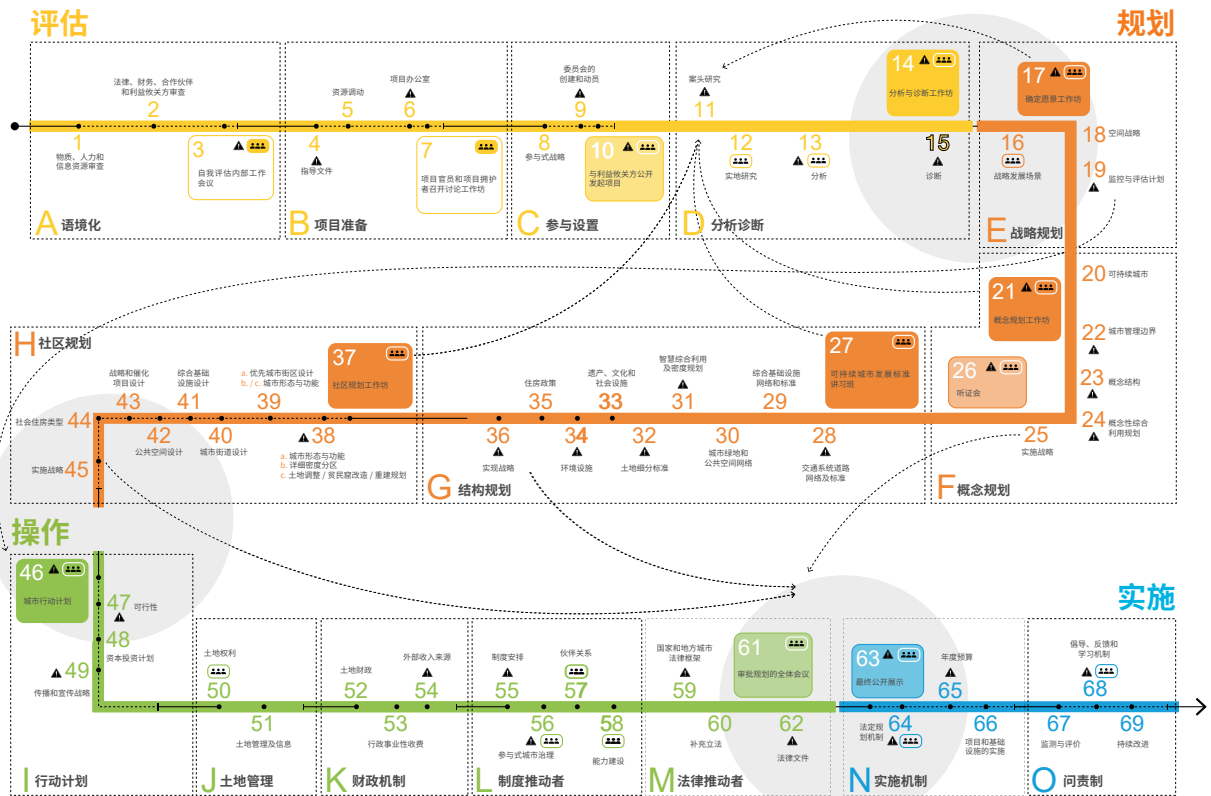 评估
规划
法律、财务、合作伙伴
和利益攸关方审查
2
1
物质、人力和
信息资源审查
3
自我评估内部工作
会议
A 语境化
资源调动
5
项目办公室
6
4
指导文件
7
项目官员和项目拥护
者召开讨论工作坊
B 项目准备
委员会的
创建和动员
9
8
参与式战略
10
与利益攸关方公开
发起项目
C 参与设置
案头研究
11
12
实地研究
13
分析
14
分析与诊断工作坊
15
诊断
D 分析诊断
17
确定愿景工作坊
16
战略发展场景
18 空间战略
19
监控与评估计划
E 战略规划
20 可持续城市
21
概念规划工作坊
22 城市管理边界
23 概念结构
24 概念性综合
利用规划
26
听证会
25
实施战略
F 概念规划
27
可持续城市发展标准
讲习班
28
交通系统道路
网络及标准
综合基础设施
网络和标准
29
30
城市绿地和
公共空间网络
智慧综合利用
及密度规划
31
32
土地细分标准
遗产、文化和
社会设施
33
34
环境设施
住房政策
35
36
实现战略
G 结构规划
H 社区规划
37
社区规划工作坊
38
a. 城市形态与功能
b. 详细密度分区
c. 土地调整 / 贫民窟改造 / 重建规划
a. 优先城市街区设计
b. / c. 城市形态与功能
39
40
城市街道设计
综合基础
设施设计
41
42
公共空间设计
战略和催化
项目设计
43
社会住房类型 44
实施战略 45
操作
46
城市行动计划
47 可行性
48
资本投资计划
49
传播和宣传战略
I 行动计划
土地权利
50
51
土地管理及信息
J 土地管理
土地财政
52
53
行政事业性收费
外部收入来源
54
K 财政机制
制度安排
55
56
参与式城市治理
伙伴关系
57
58
能力建设
L 制度推动者
国家和地方城市
法律框架
59
60
补充立法
61
审批规划的全体会议
62
法律文件
M 法律推动者
实施
63
最终公开展示
法定规
划机制
64
年度预算
65
66
项目和基础
设施的实施
N 实施机制
67
监测与评价
倡导、反馈和
学习机制
68
69
持续改进
O 问责制